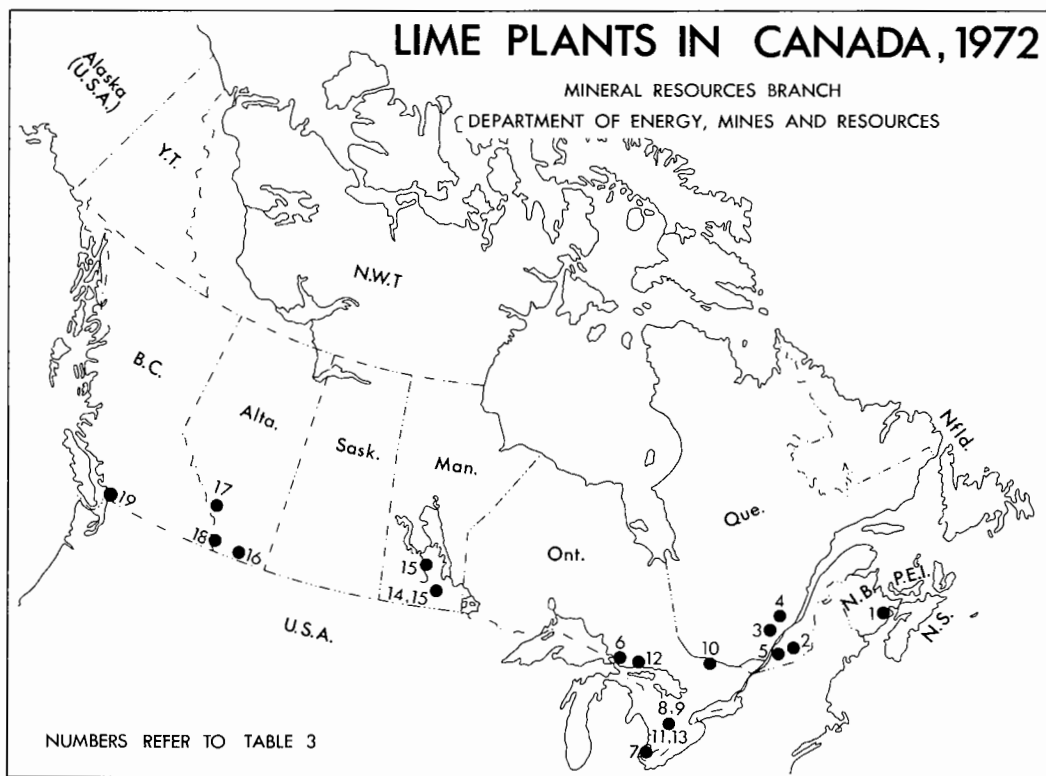 LIME PLANTS IN CANADA, 1972
MINERAL RESOURCES BRANCH
DEPARTMENT OF ENERGY, MINES AND RESOURCES
Alaska
(U.S.A.)
Y.T.
N.W.T
B.C.
Alta.
Sask.
Man.
Ont.
Que.
Nfld.
P.E.I.
N.B.
N.S.
U.S.A.
19
17
18
16
15
14,15
6
12
10
4
3
5
2
1
8,9
11,13
7
NUMBERS REFER TO TABLE 3